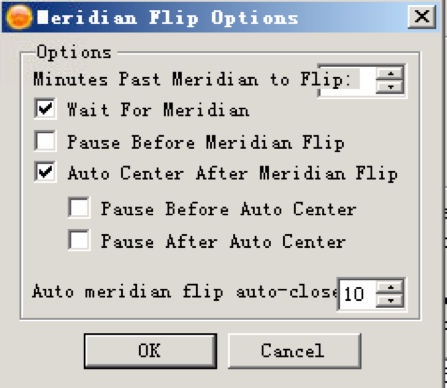 Meridian Flip Options
Options
Minutes Past Meridian to Flip:
Wait For Meridian
Pause Before Meridian Flip
Auto Center After Meridian Flip
Pause Before Auto Center
Pause After Auto Center
Auto meridian flip auto-close 10
OK Cancel